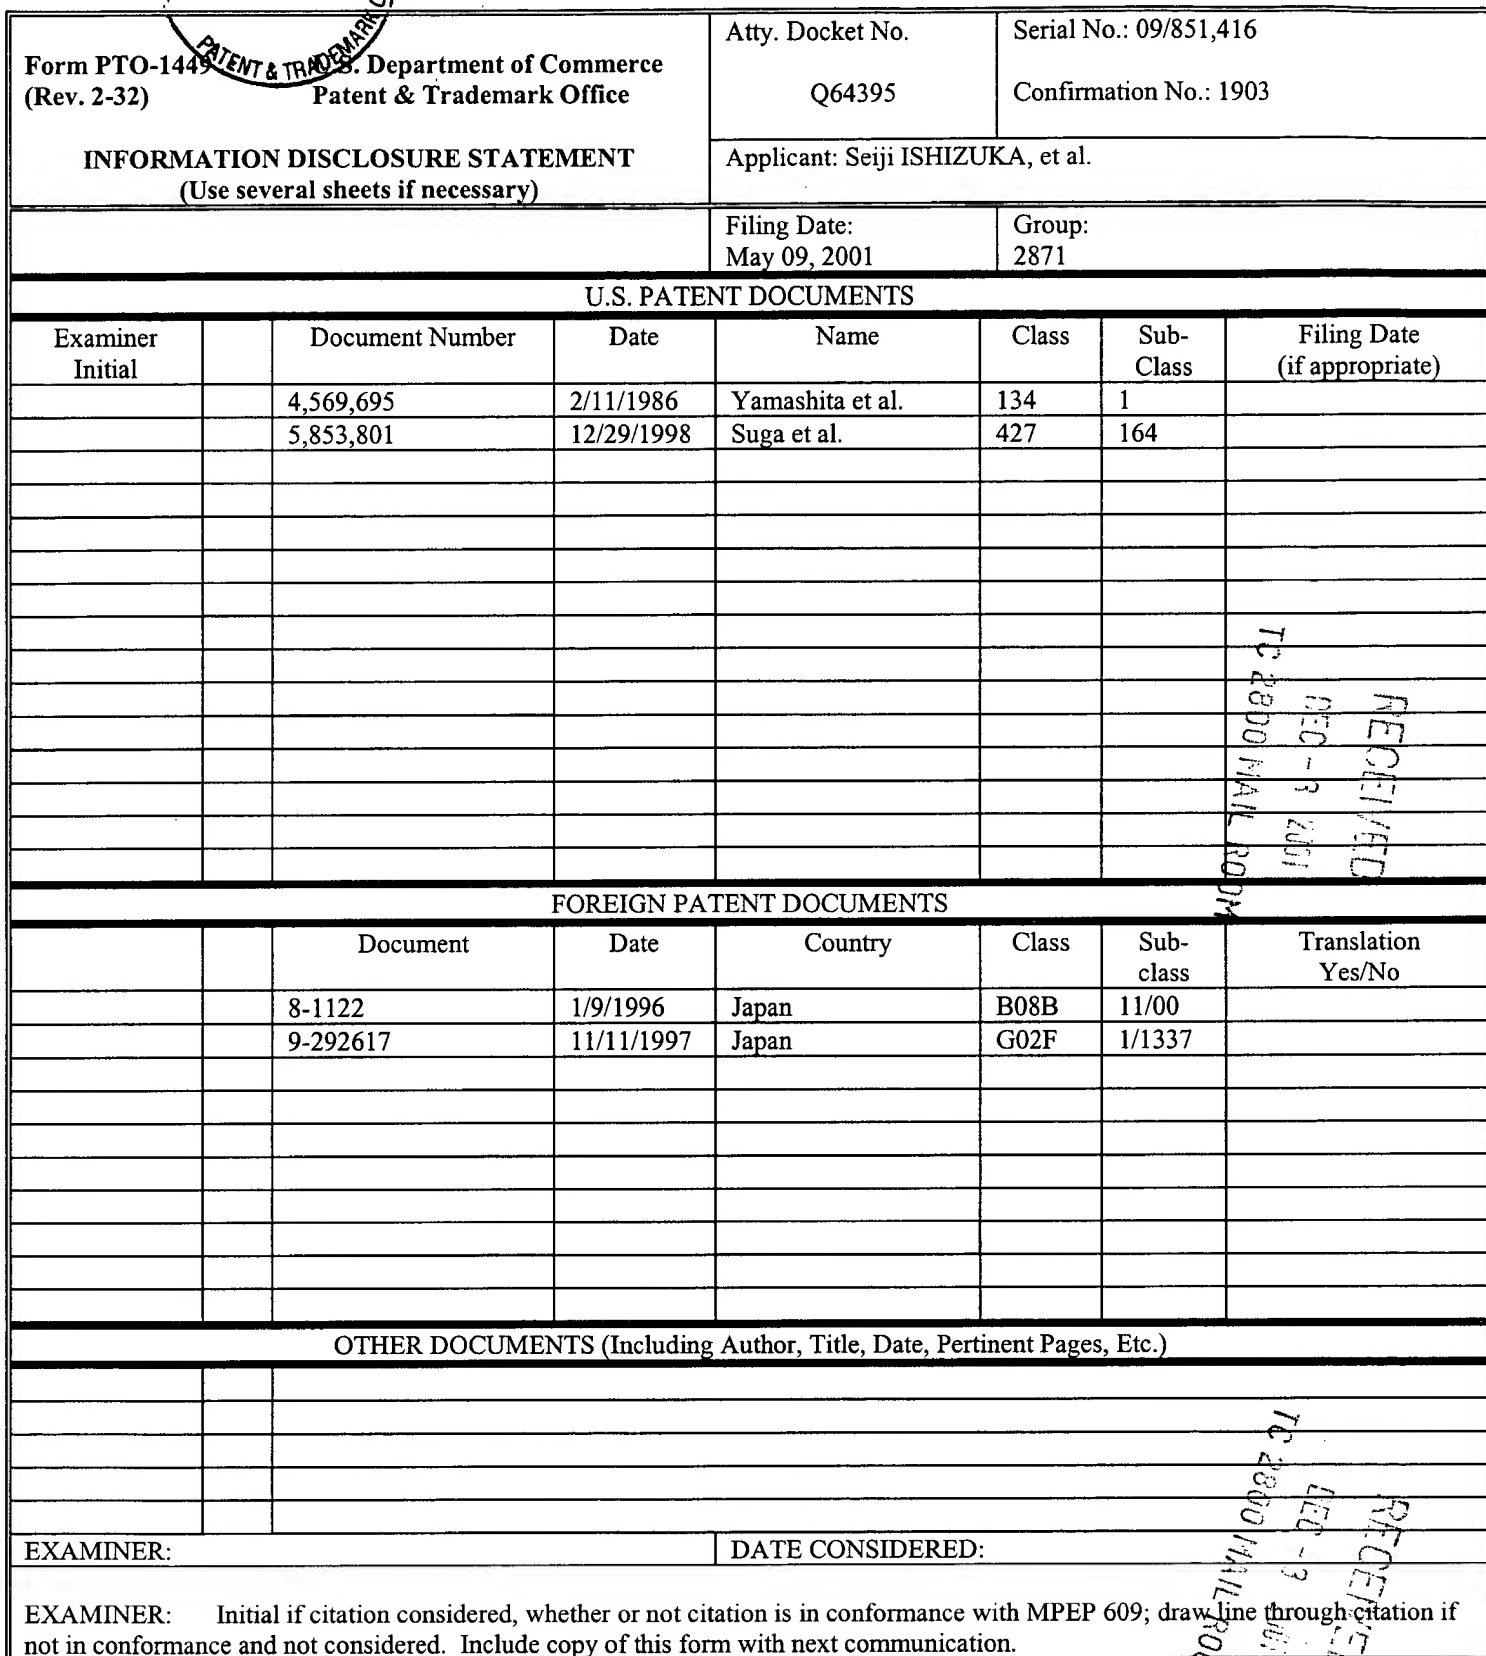 PATENT & TRADEMARK
Form PTO-1449 U.S. Department of Commerce
(Rev. 2-32) Patent & Trademark Office
INFORMATION DISCLOSURE STATEMENT
(Use several sheets if necessary)
Atty. Docket No.
Q64395
Serial No.: 09/851,416
Confirmation No.: 1903
Applicant: Seiji ISHIZUKA, et al.
Filing Date:
May 09, 2001
Group:
2871
U.S. PATENT DOCUMENTS
Examiner Initial Document Number Date Name Class Sub-Class Filing Date (if appropriate)
4,569,695 2/11/1986 Yamashita et al. 134 1
5,853,801 12/29/1998 Suga et al. 427 164
RECEIVED
DEC - 3 2001
TC 2800 MAIL ROOM
FOREIGN PATENT DOCUMENTS
Document Date Country Class Sub-class Translation Yes/No
8-1122 1/9/1996 Japan B08B 11/00
9-292617 11/11/1997 Japan G02F 1/1337
OTHER DOCUMENTS (Including Author, Title, Date, Pertinent Pages, Etc.)
EXAMINER: DATE CONSIDERED:
EXAMINER: Initial if citation considered, whether or not citation is in conformance with MPEP 609; draw line through citation if
not in conformance and not considered. Include copy of this form with next communication.
TC 2800 MAIL
DEC - 3